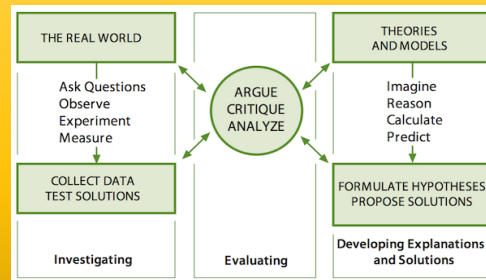 THE REAL WORLD
Ask Questions
Observe
Experiment
Measure
COLLECT DATA
TEST SOLUTIONS
Investigating
ARGUE
CRITIQUE
ANALYZE
Evaluating
THEORIES
AND MODELS
Imagine
Reason
Calculate
Predict
FORMULATE HYPOTHESES
PROPOSE SOLUTIONS
Developing Explanations
and Solutions